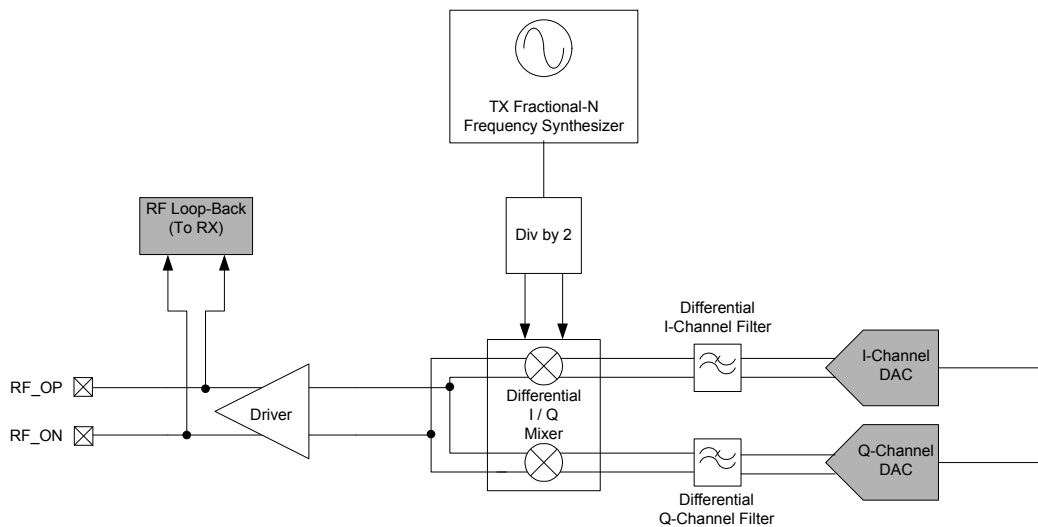 TX Fractional-N
Frequency Synthesizer
RF Loop-Back
(To RX)
Div by 2
Differential
I-Channel Filter
I-Channel
DAC
RF_OP
Driver
Differential
I / Q
Mixer
RF_ON
Q-Channel
DAC
Differential
Q-Channel Filter